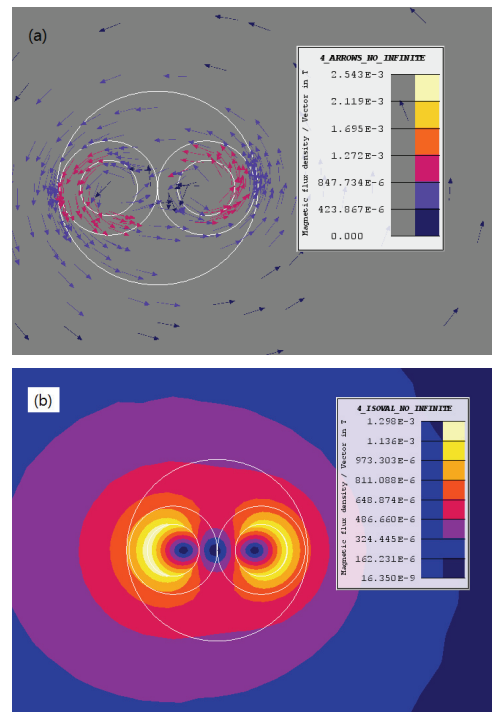 (a)
4_ARROWS_NO_INFINITE
Magnetic flux density / Vector in T
2.543E-3
2.119E-3
1.695E-3
1.272E-3
847.734E-6
423.867E-6
0.000
(b)
4_ISOVAL_NO_INFINITE
Magnetic flux density / Vector in T
1.298E-3
1.136E-3
973.303E-6
811.088E-6
648.874E-6
486.660E-6
324.445E-6
162.231E-6
16.350E-9